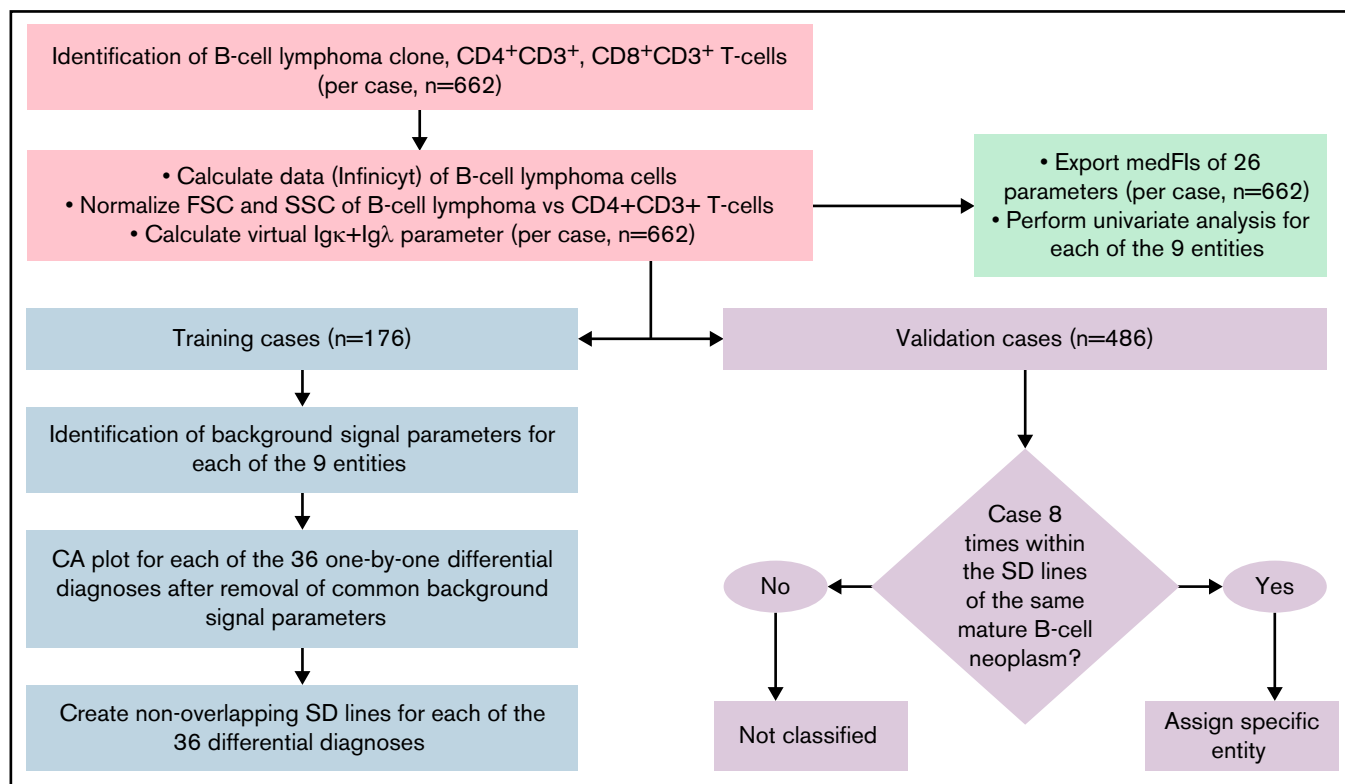 Identification of B-cell lymphoma clone, CD4+CD3+, CD8+CD3+ T-cells
(per case, n=662)
• Calculate data (Infinicyt) of B-cell lymphoma cells
• Normalize FSC and SSC of B-cell lymphoma vs CD4+CD3+ T-cells
• Calculate virtual Igκ+Igλ parameter (per case, n=662)
• Export medFIs of 26
parameters (per case, n=662)
• Perform univariate analysis for
each of the 9 entities
Training cases (n=176)
Identification of background signal parameters for
each of the 9 entities
CA plot for each of the 36 one-by-one differential
diagnoses after removal of common background
signal parameters
Create non-overlapping SD lines for each of the
36 differential diagnoses
Validation cases (n=486)
Case 8
times within
the SD lines
of the same
mature B-cell
neoplasm?
No
Yes
Not classified
Assign specific
entity